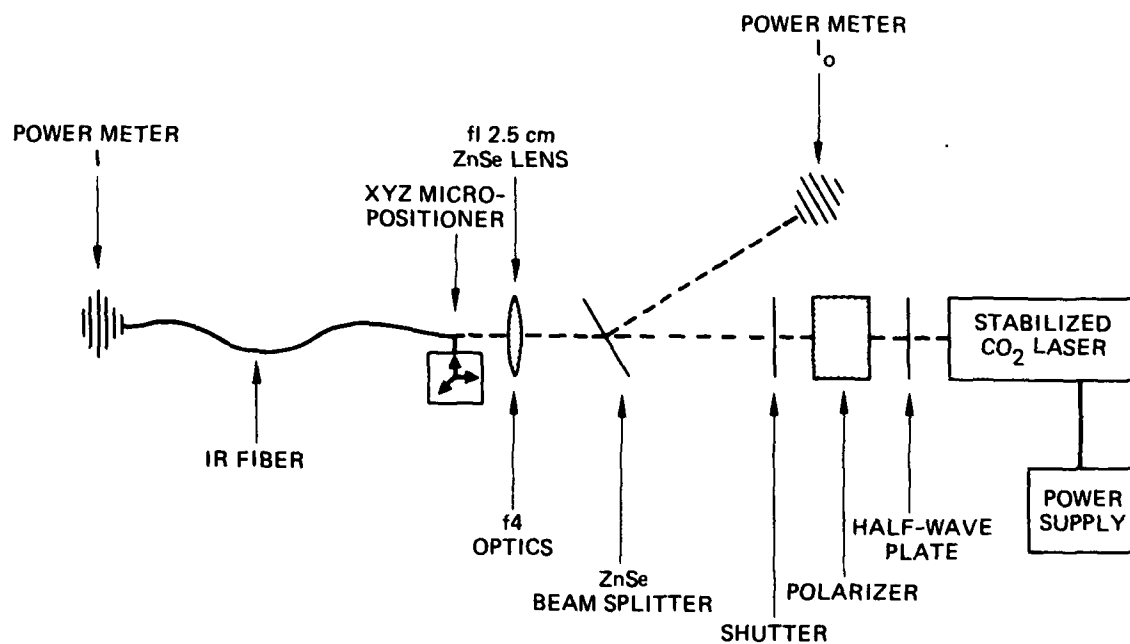 POWER METER
I₀
POWER METER
I
fl 2.5 cm
ZnSe LENS
XYZ MICRO-
POSITIONER
STABILIZED
CO₂ LASER
IR FIBER
f4
OPTICS
ZnSe
BEAM SPLITTER
SHUTTER
POLARIZER
HALF-WAVE
PLATE
POWER
SUPPLY